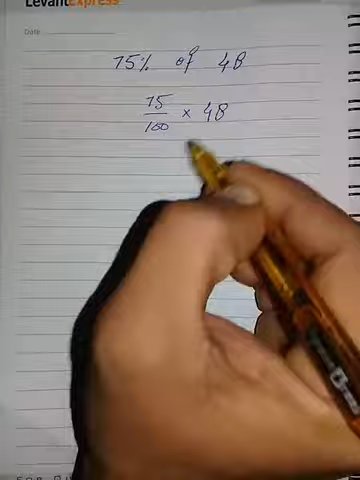 LevantExpress
Date
75% of 48
75/100 × 48